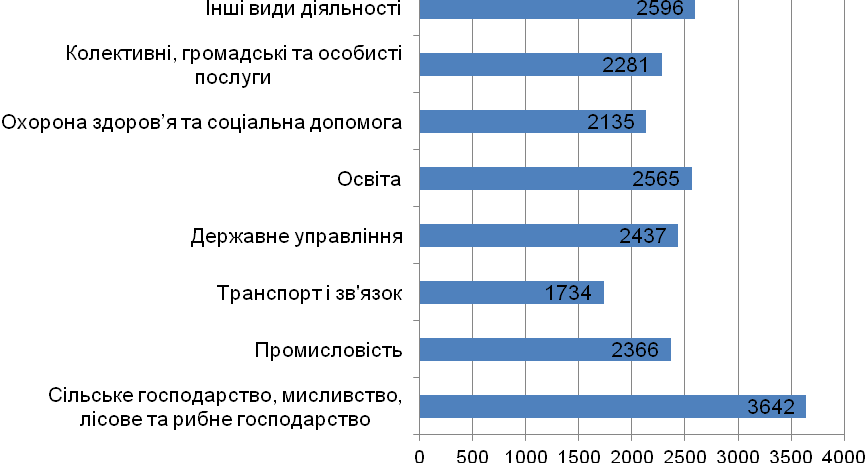 Інші види діяльності 2596
Колективні, громадські та особисті
послуги 2281
Охорона здоров’я та соціальна допомога 2135
Освіта 2565
Державне управління 2437
Транспорт і зв'язок 1734
Промисловість 2366
Сільське господарство, мисливство,
лісове та рибне господарство 3642
0 500 1000 1500 2000 2500 3000 3500 4000